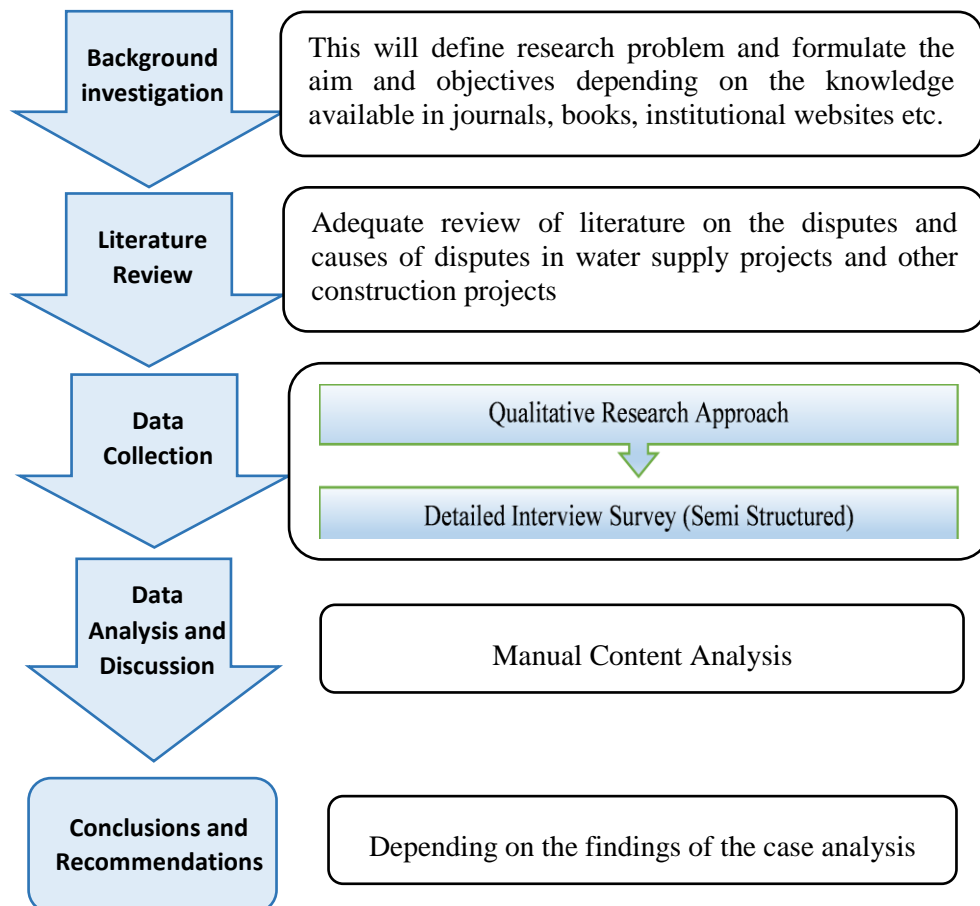 Background
investigation
This will define research problem and formulate the
aim and objectives depending on the knowledge
available in journals, books, institutional websites etc.
Literature
Review
Adequate review of literature on the disputes and
causes of disputes in water supply projects and other
construction projects
Data
Collection
Qualitative Research Approach
Detailed Interview Survey (Semi Structured)
Data
Analysis and
Discussion
Manual Content Analysis
Conclusions and
Recommendations
Depending on the findings of the case analysis